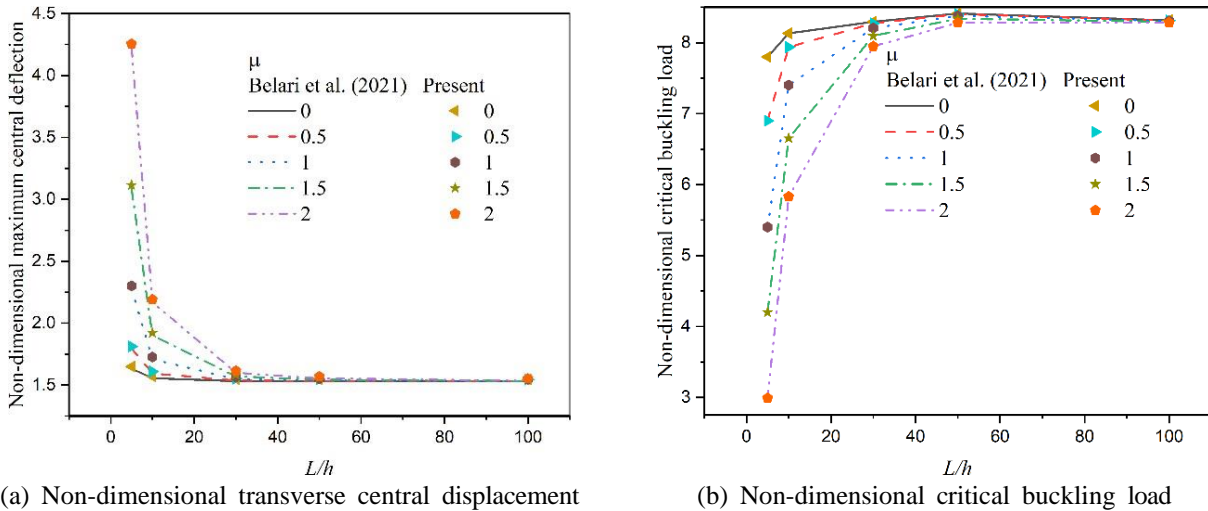 Non-dimensional maximum central deflection
4.5
4.0
3.5
3.0
2.5
2.0
1.5
0 20 40 60 80 100
L/h
μ
Belari et al. (2021) Present
0 0
0.5 0.5
1 1
1.5 1.5
2 2
(a) Non-dimensional transverse central displacement
Non-dimensional critical buckling load
8
7
6
5
4
3
0 20 40 60 80 100
L/h
μ
Belari et al. (2021) Present
0 0
0.5 0.5
1 1
1.5 1.5
2 2
(b) Non-dimensional critical buckling load